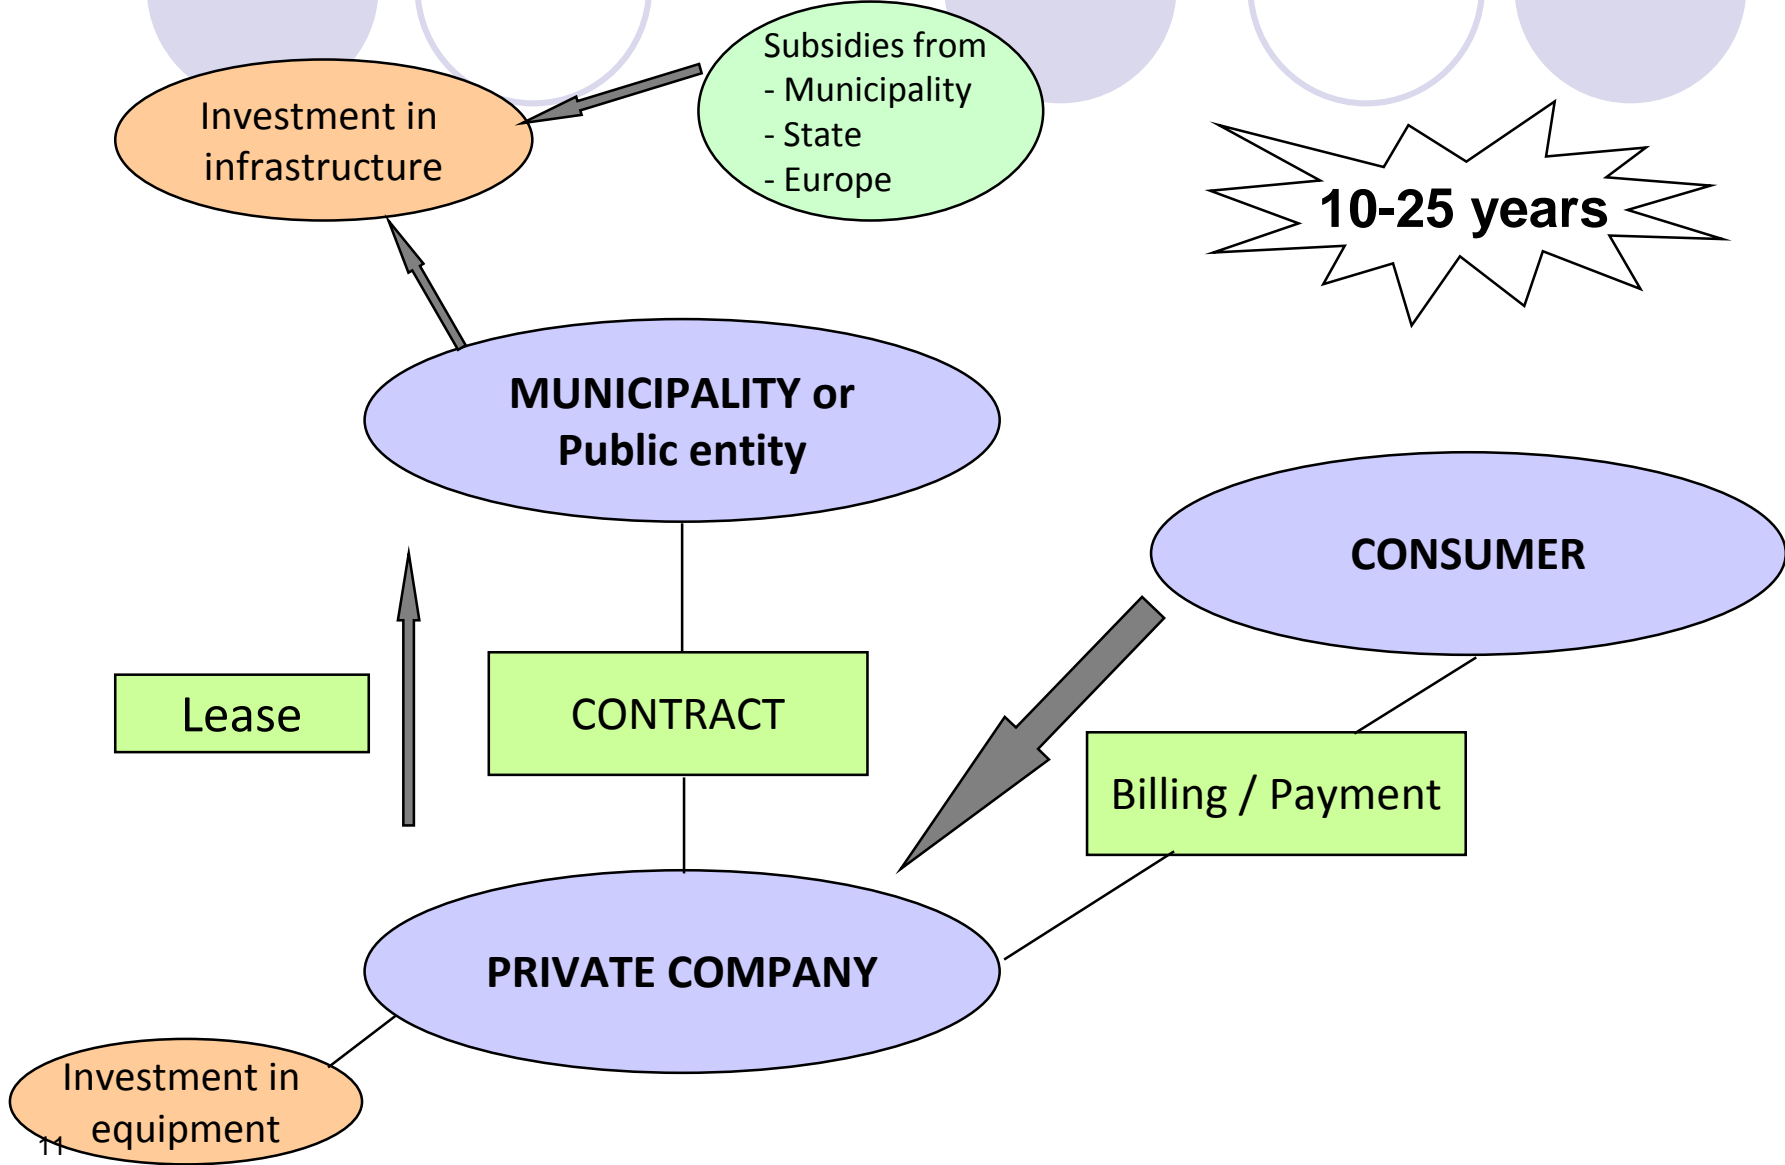 Subsidies from
- Municipality
- State
- Europe
Investment in
infrastructure
10-25 years
MUNICIPALITY or
Public entity
CONSUMER
Lease
CONTRACT
Billing / Payment
PRIVATE COMPANY
Investment in
equipment
11